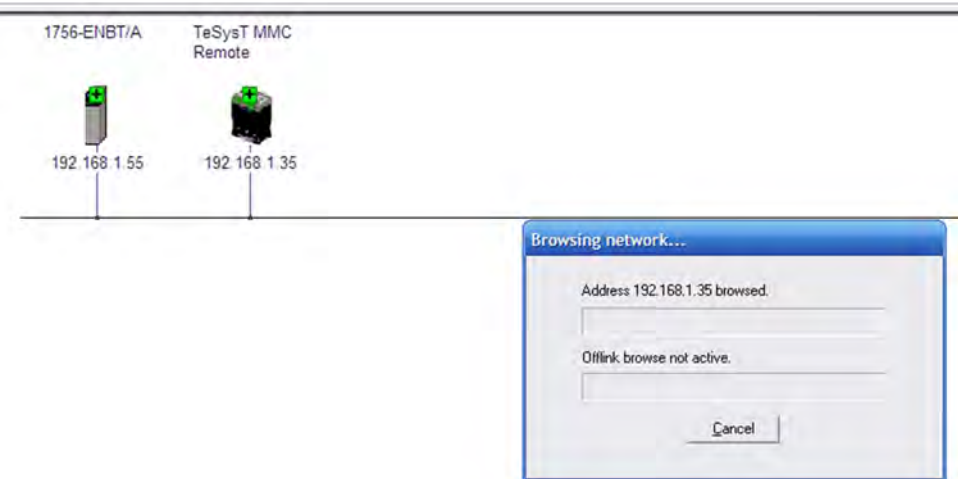 1756-ENBT/A
TeSysT MMC
Remote
192.168.1.55
192.168.1.35
Browsing network...
Address 192.168.1.35 browsed.
Offlink browse not active.
Cancel